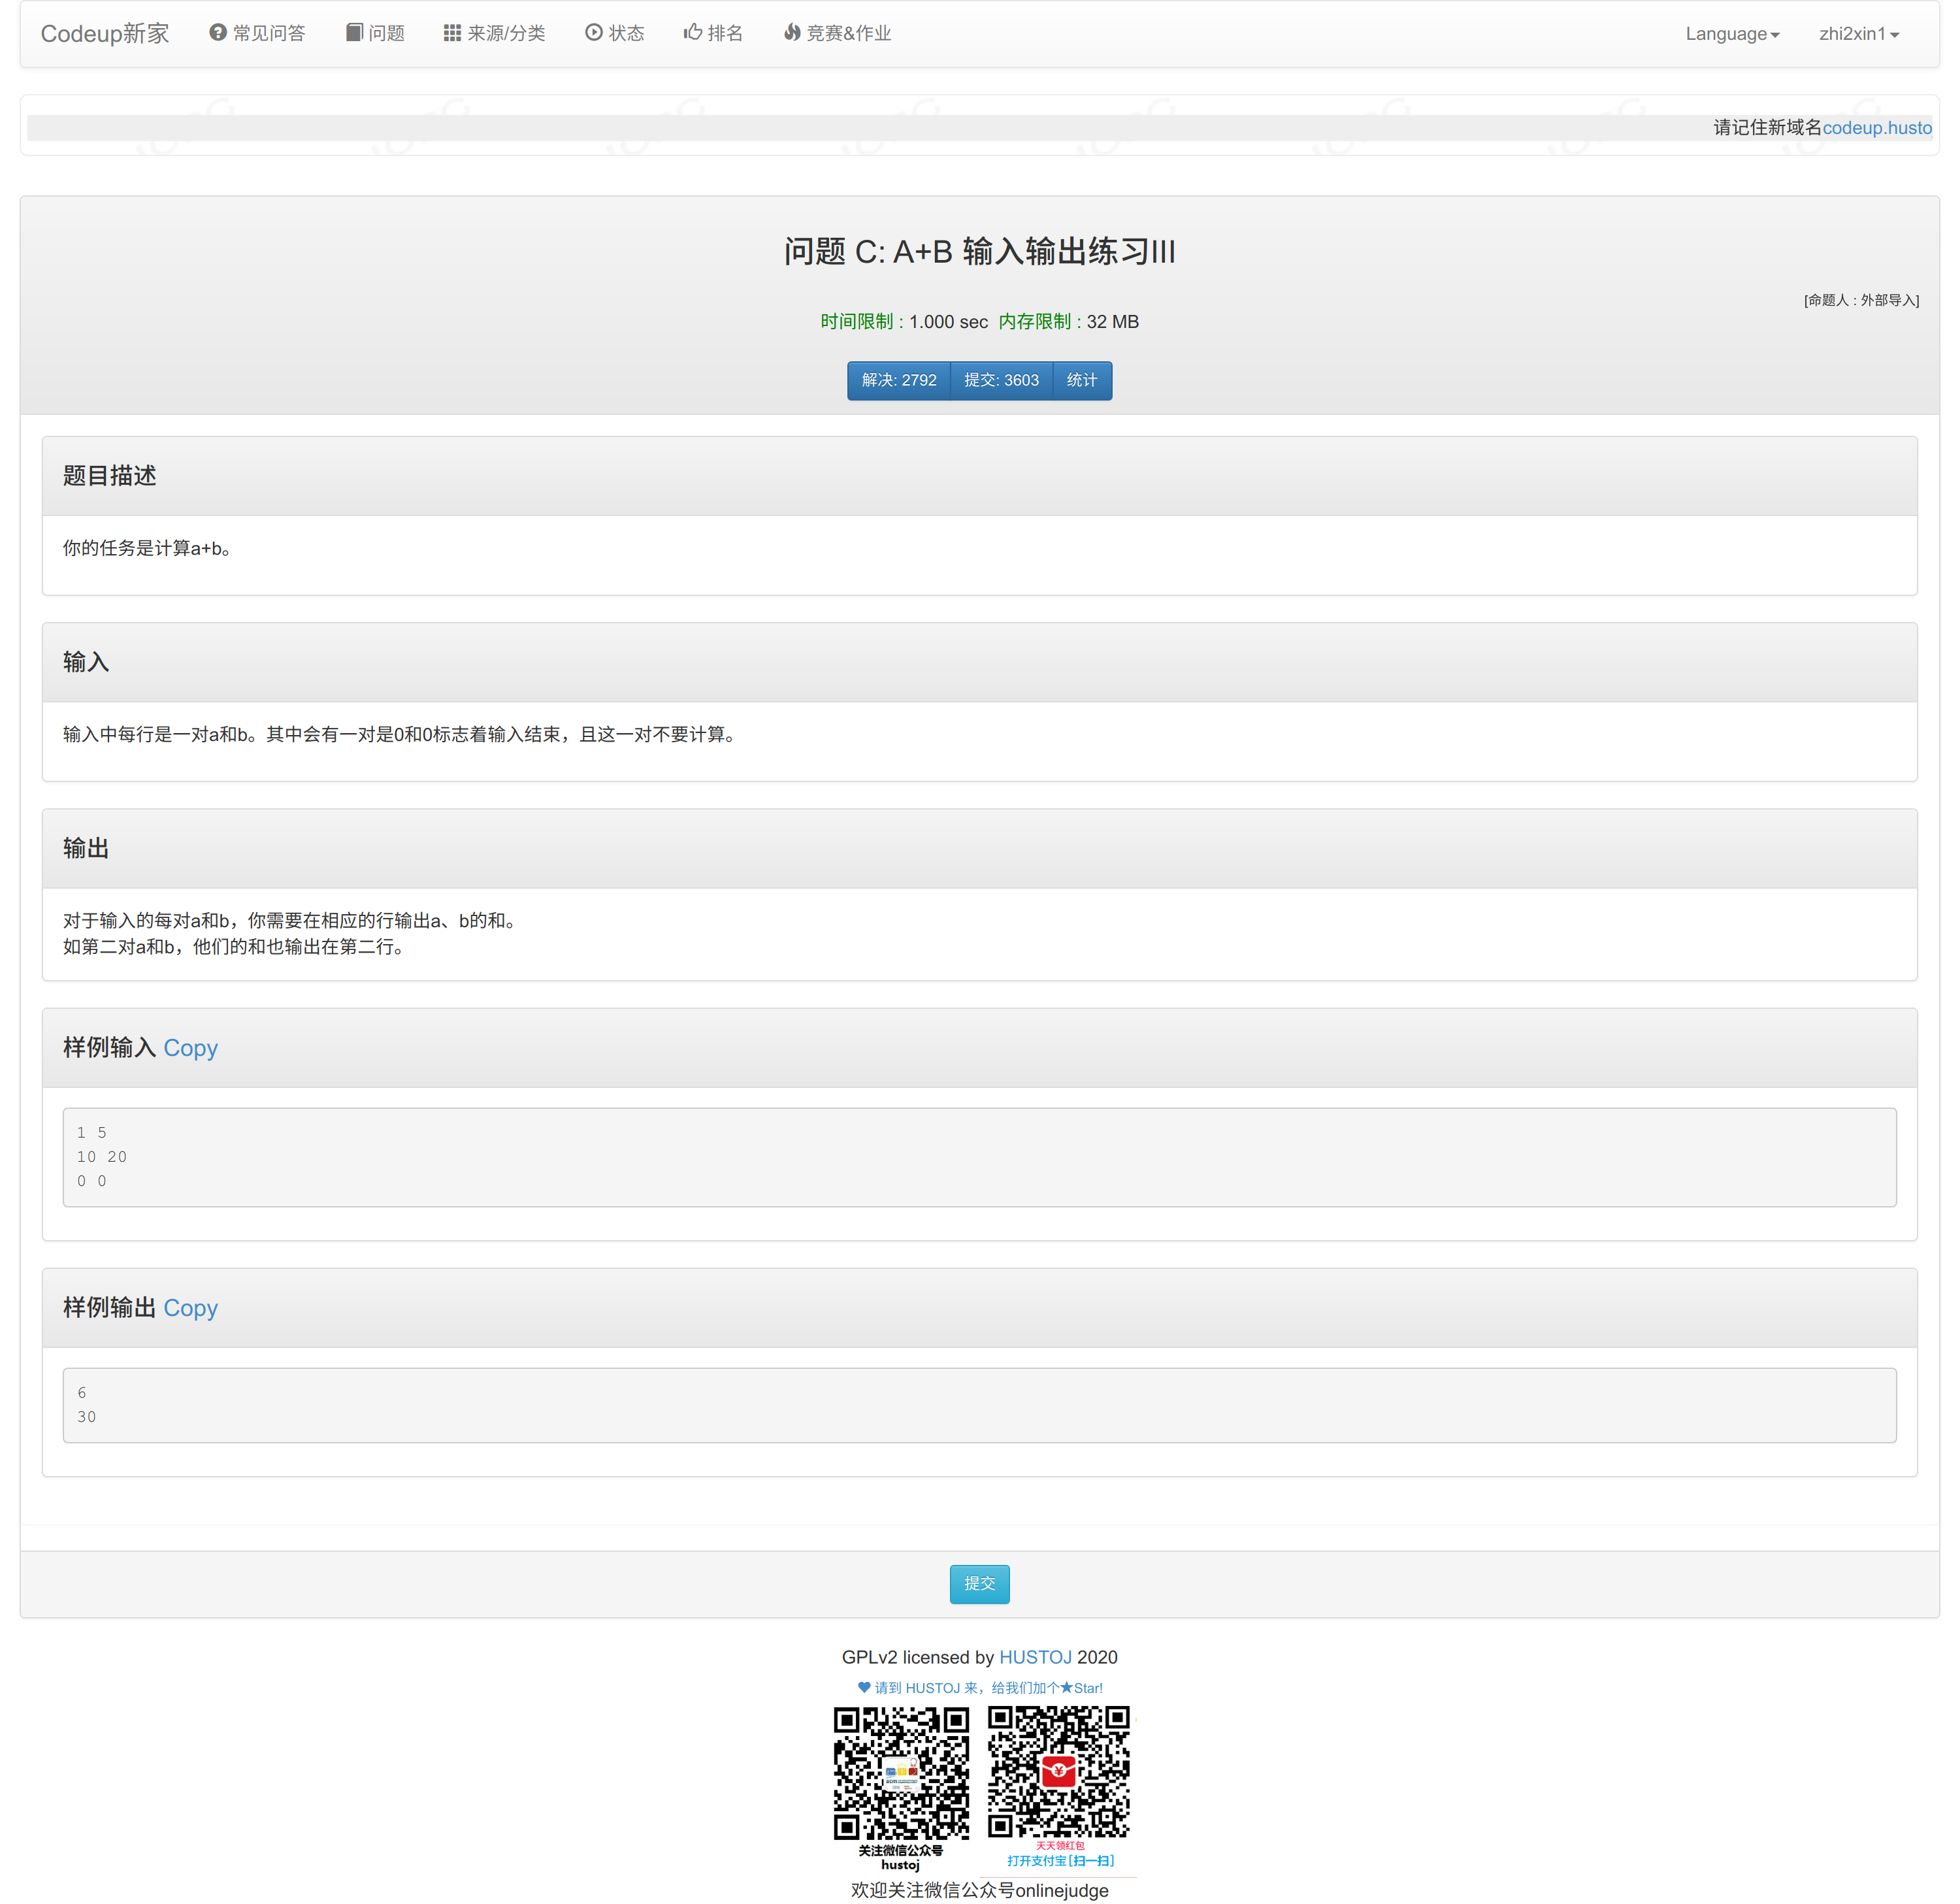 Codeup新家 常见问答 问题 来源/分类 状态 排名 竞赛&作业 Language zhi2xin1
请记住新域名codeup.husto
问题 C: A+B 输入输出练习III
[命题人 : 外部导入]
时间限制 : 1.000 sec 内存限制 : 32 MB
解决: 2792 提交: 3603 统计
题目描述
你的任务是计算a+b。
输入
输入中每行是一对a和b。其中会有一对是0和0标志着输入结束，且这一对不要计算。
输出
对于输入的每对a和b，你需要在相应的行输出a、b的和。
如第二对a和b，他们的和也输出在第二行。
样例输入 Copy
1 5
10 20
0 0
样例输出 Copy
6
30
提交
GPLv2 licensed by HUSTOJ 2020
请到 HUSTOJ 来，给我们加个★Star!
关注微信公众号
hustoj
天天领红包
打开支付宝[扫一扫]
欢迎关注微信公众号onlinejudge